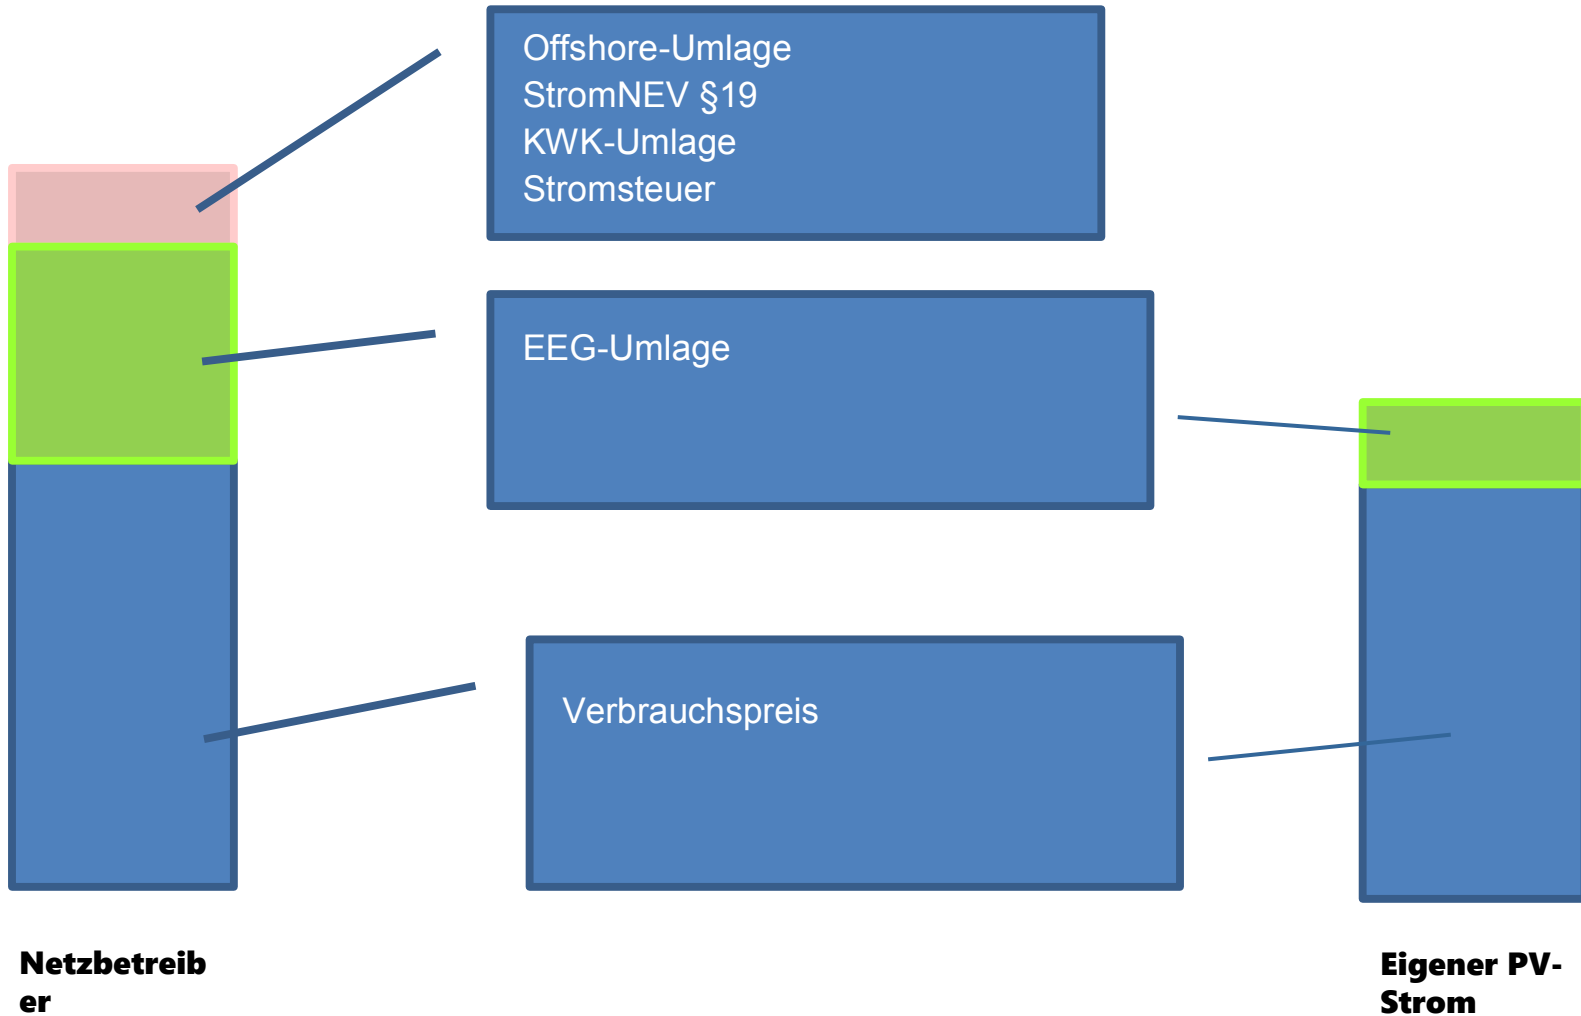 Offshore-Umlage
StromNEV §19
KWK-Umlage
Stromsteuer
EEG-Umlage
Verbrauchspreis
Netzbetreib
er
Eigener PV-
Strom